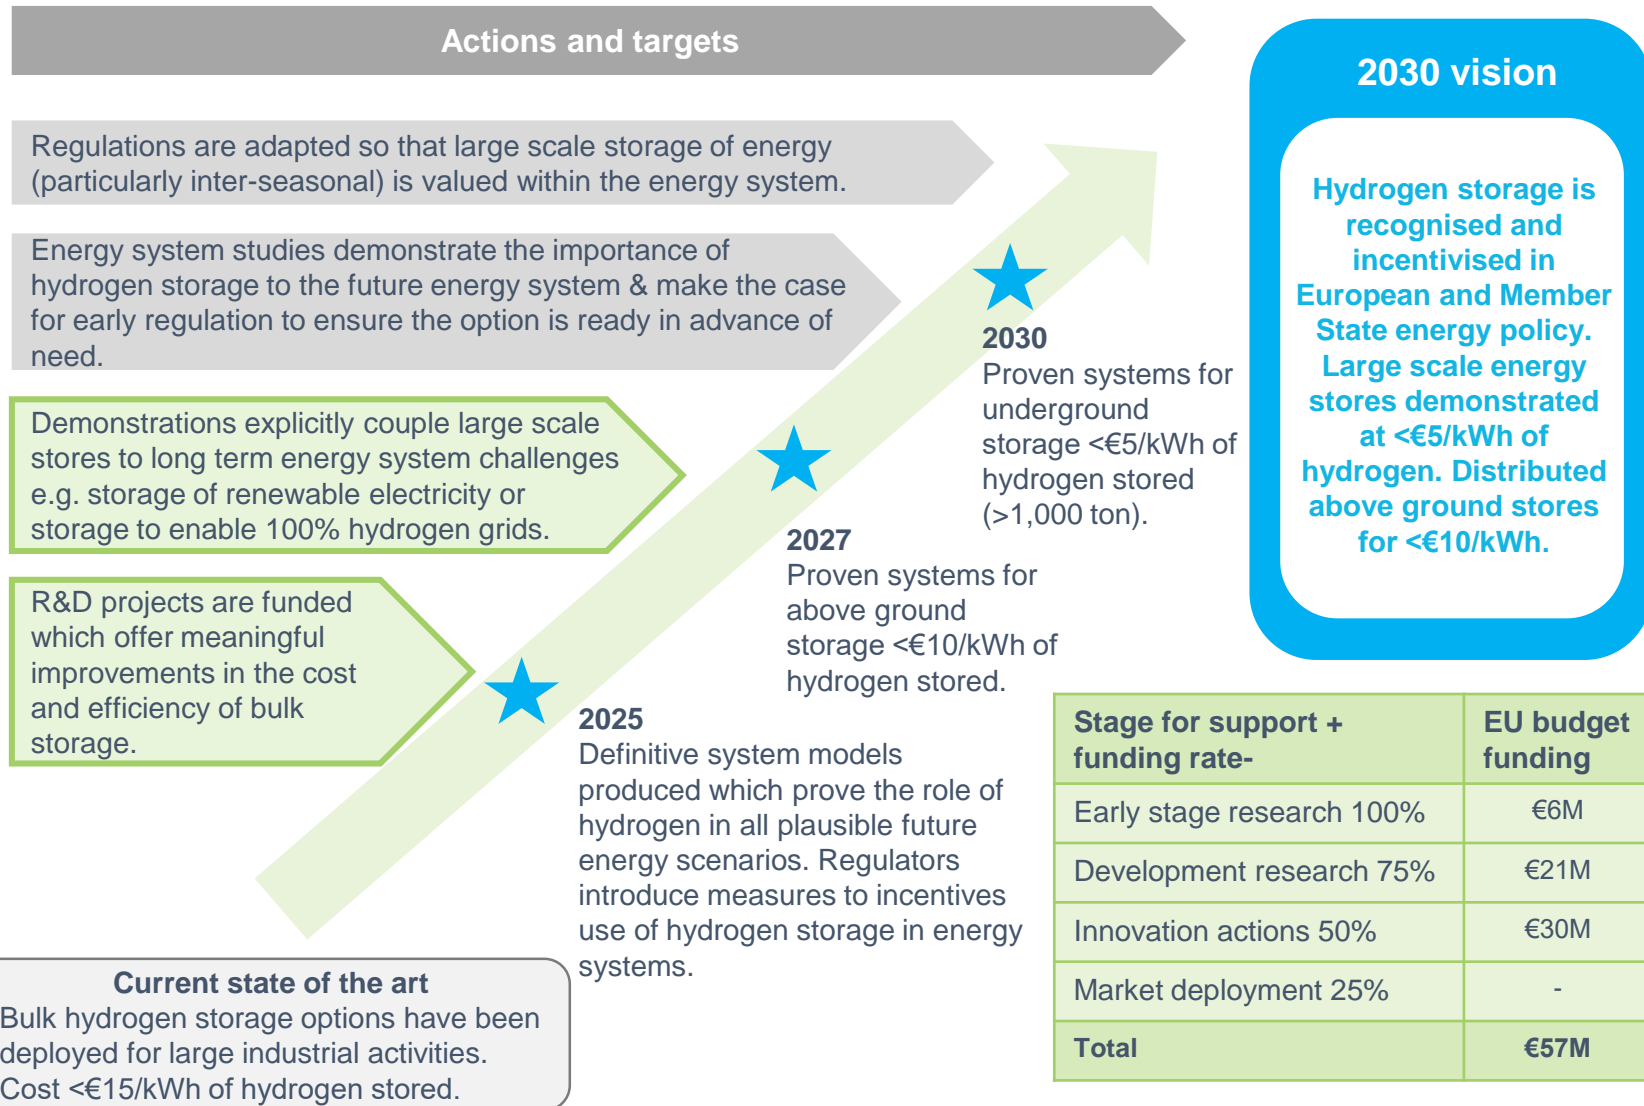 Actions and targets
2030 vision
Regulations are adapted so that large scale storage of energy
(particularly inter-seasonal) is valued within the energy system.
Energy system studies demonstrate the importance of
hydrogen storage to the future energy system & make the case
for early regulation to ensure the option is ready in advance of
need.
Demonstrations explicitly couple large scale
stores to long term energy system challenges
e.g. storage of renewable electricity or
storage to enable 100% hydrogen grids.
R&D projects are funded
which offer meaningful
improvements in the cost
and efficiency of bulk
storage.
Hydrogen storage is
recognised and
incentivised in
European and Member
State energy policy.
Large scale energy
stores demonstrated
at <€5/kWh of
hydrogen. Distributed
above ground stores
for <€10/kWh.
2030
Proven systems for
underground
storage <€5/kWh of
hydrogen stored
(>1,000 ton).
2027
Proven systems for
above ground
storage <€10/kWh of
hydrogen stored.
2025
Definitive system models
produced which prove the role of
hydrogen in all plausible future
energy scenarios. Regulators
introduce measures to incentives
use of hydrogen storage in energy
systems.
Current state of the art
Bulk hydrogen storage options have been
deployed for large industrial activities.
Cost <€15/kWh of hydrogen stored.
Stage for support +
funding rate-
EU budget
funding
Early stage research 100% €6M
Development research 75% €21M
Innovation actions 50% €30M
Market deployment 25% -
Total €57M